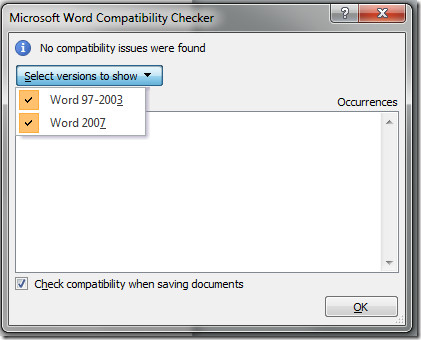 Microsoft Word Compatibility Checker
No compatibility issues were found
Select versions to show
Word 97-2003
Word 2007
Occurrences
Check compatibility when saving documents
OK